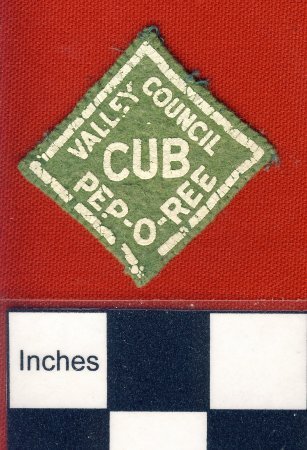 VALLEY COUNCIL
CUB
PEP-O-REE
Inches